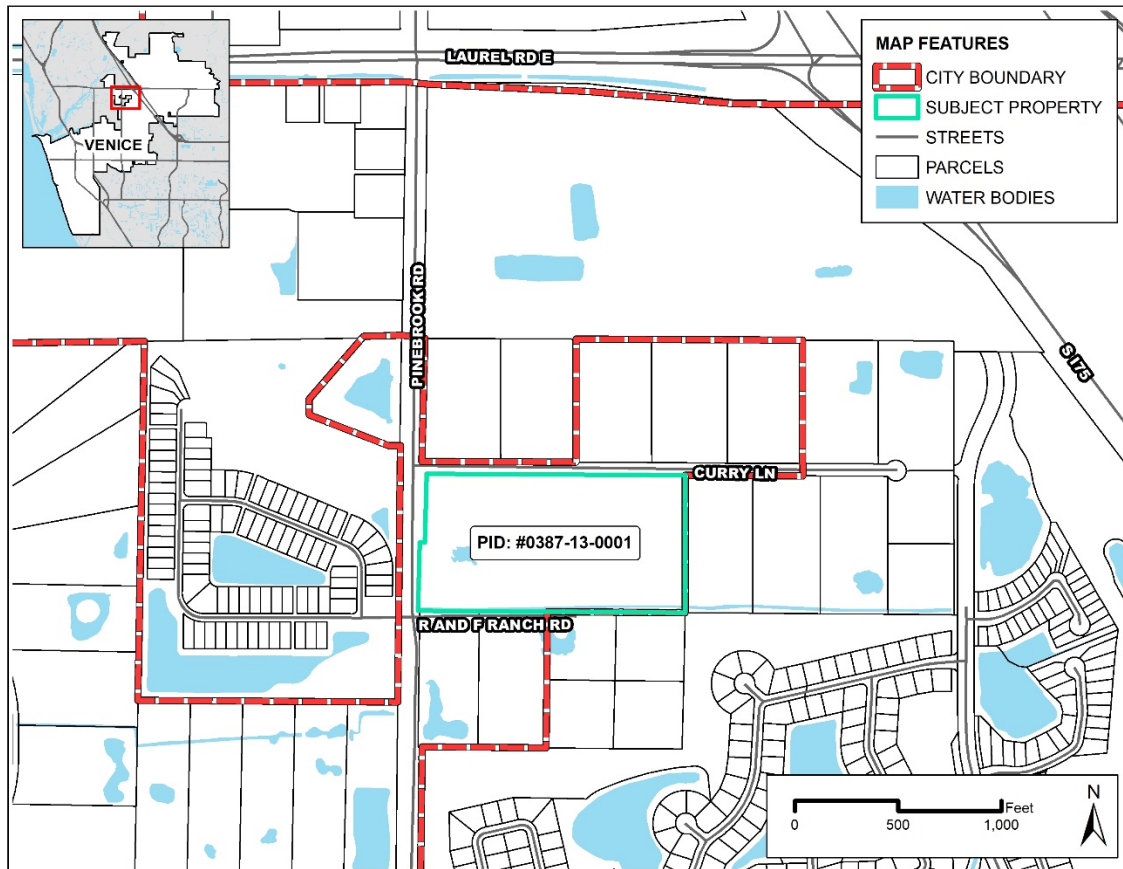 LAUREL RD E
VENICE
MAP FEATURES
CITY BOUNDARY
SUBJECT PROPERTY
STREETS
PARCELS
WATER BODIES
PINEBROOK RD
S I75
CURRY LN
PID: #0387-13-0001
R AND F RANCH RD
Feet
0 500 1,000
N